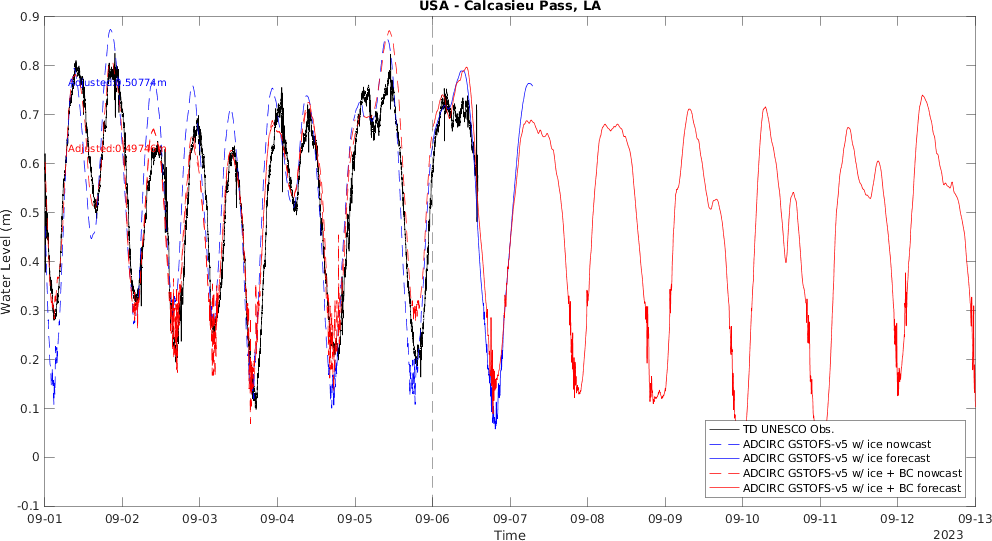 USA - Calcasieu Pass, LA
0.9
0.8
0.7
0.6
0.5
0.4
0.3
0.2
0.1
0
-0.1
Water Level (m)
Adjusted:0.50774m
TD UNESCO Obs.
ADCIRC GSTOFS-v5 w/ ice nowcast
ADCIRC GSTOFS-v5 w/ ice forecast
ADCIRC GSTOFS-v5 w/ ice + BC nowcast
ADCIRC GSTOFS-v5 w/ ice + BC forecast
09-01 09-02 09-03 09-04 09-05 09-06 09-07 09-08 09-09 09-10 09-11 09-12 09-13
Time
2023